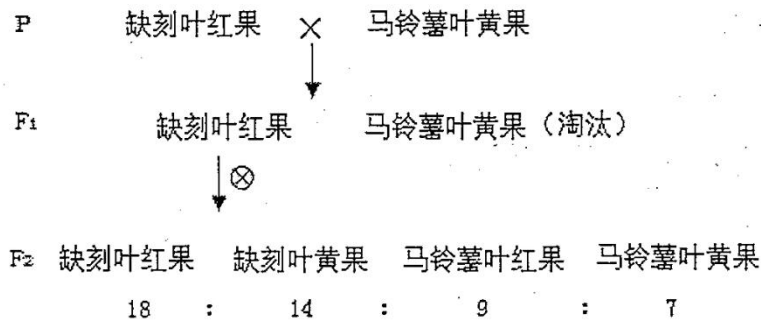 P 缺刻叶红果 × 马铃薯叶黄果
F1 缺刻叶红果 马铃薯叶黄果（淘汰）
⊗
F2 缺刻叶红果 缺刻叶黄果 马铃薯叶红果 马铃薯叶黄果
18 : 14 : 9 : 7